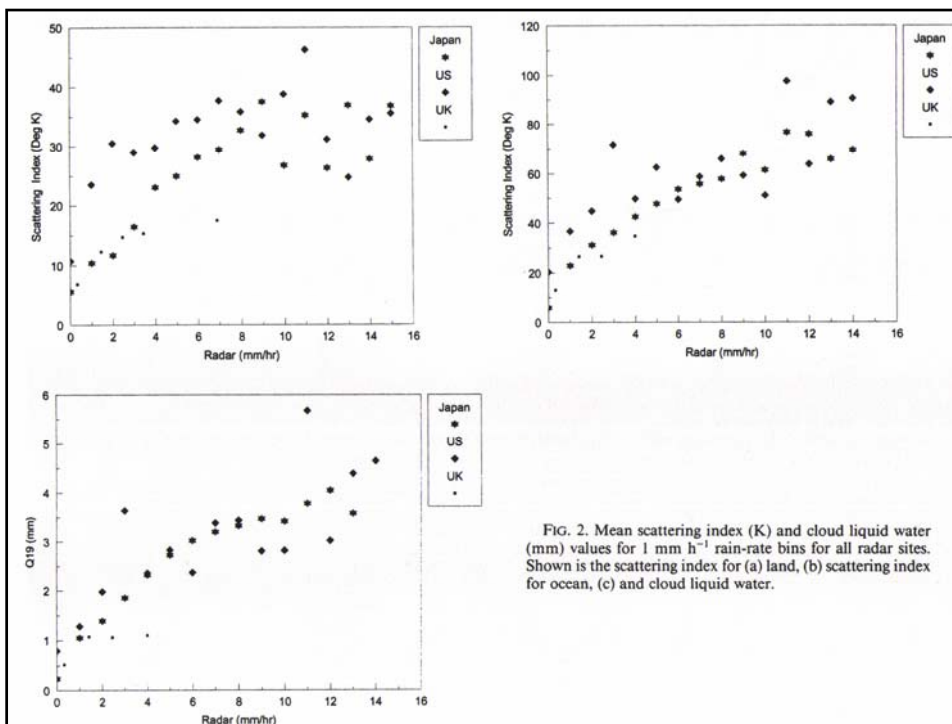 50
40
30
20
10
0
Scattering Index (Deg K)
0 2 4 6 8 10 12 14 16
Radar (mm/hr)
Japan
US
UK
120
100
80
60
40
20
0
Scattering Index (Deg K)
0 2 4 6 8 10 12 14 16
Radar (mm/hr)
Japan
US
UK
6
5
4
3
2
1
0
Q19 (mm)
0 2 4 6 8 10 12 14 16
Radar (mm/hr)
Japan
US
UK
FIG. 2. Mean scattering index (K) and cloud liquid water
(mm) values for 1 mm h⁻¹ rain-rate bins for all radar sites.
Shown is the scattering index for (a) land, (b) scattering index
for ocean, (c) and cloud liquid water.